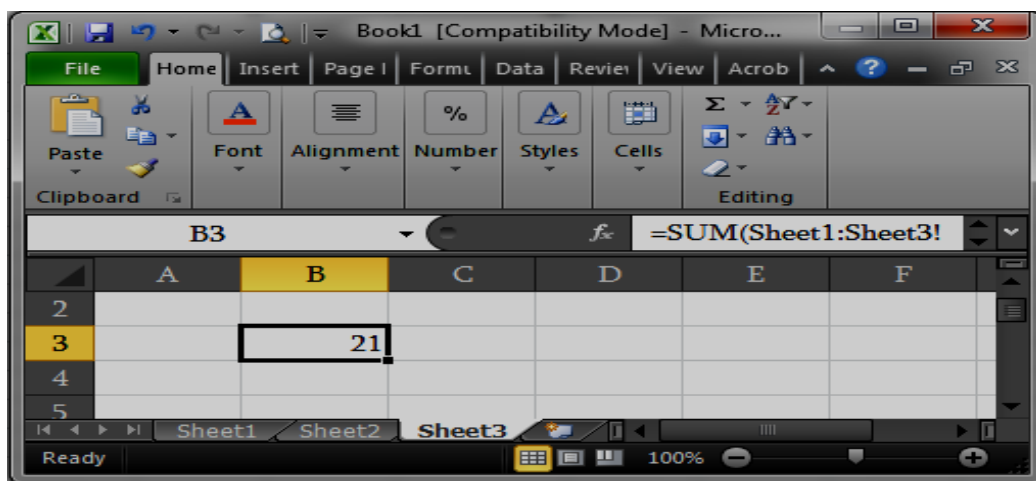 Book1 [Compatibility Mode] - Micro...
File Home Insert Page l Formu Data Review View Acrob
Paste Font Alignment Number Styles Cells Σ
Clipboard Editing
B3 fx =SUM(Sheet1:Sheet3!
A B C D E F
2
3 21
4
5
Sheet1 Sheet2 Sheet3
Ready 100%